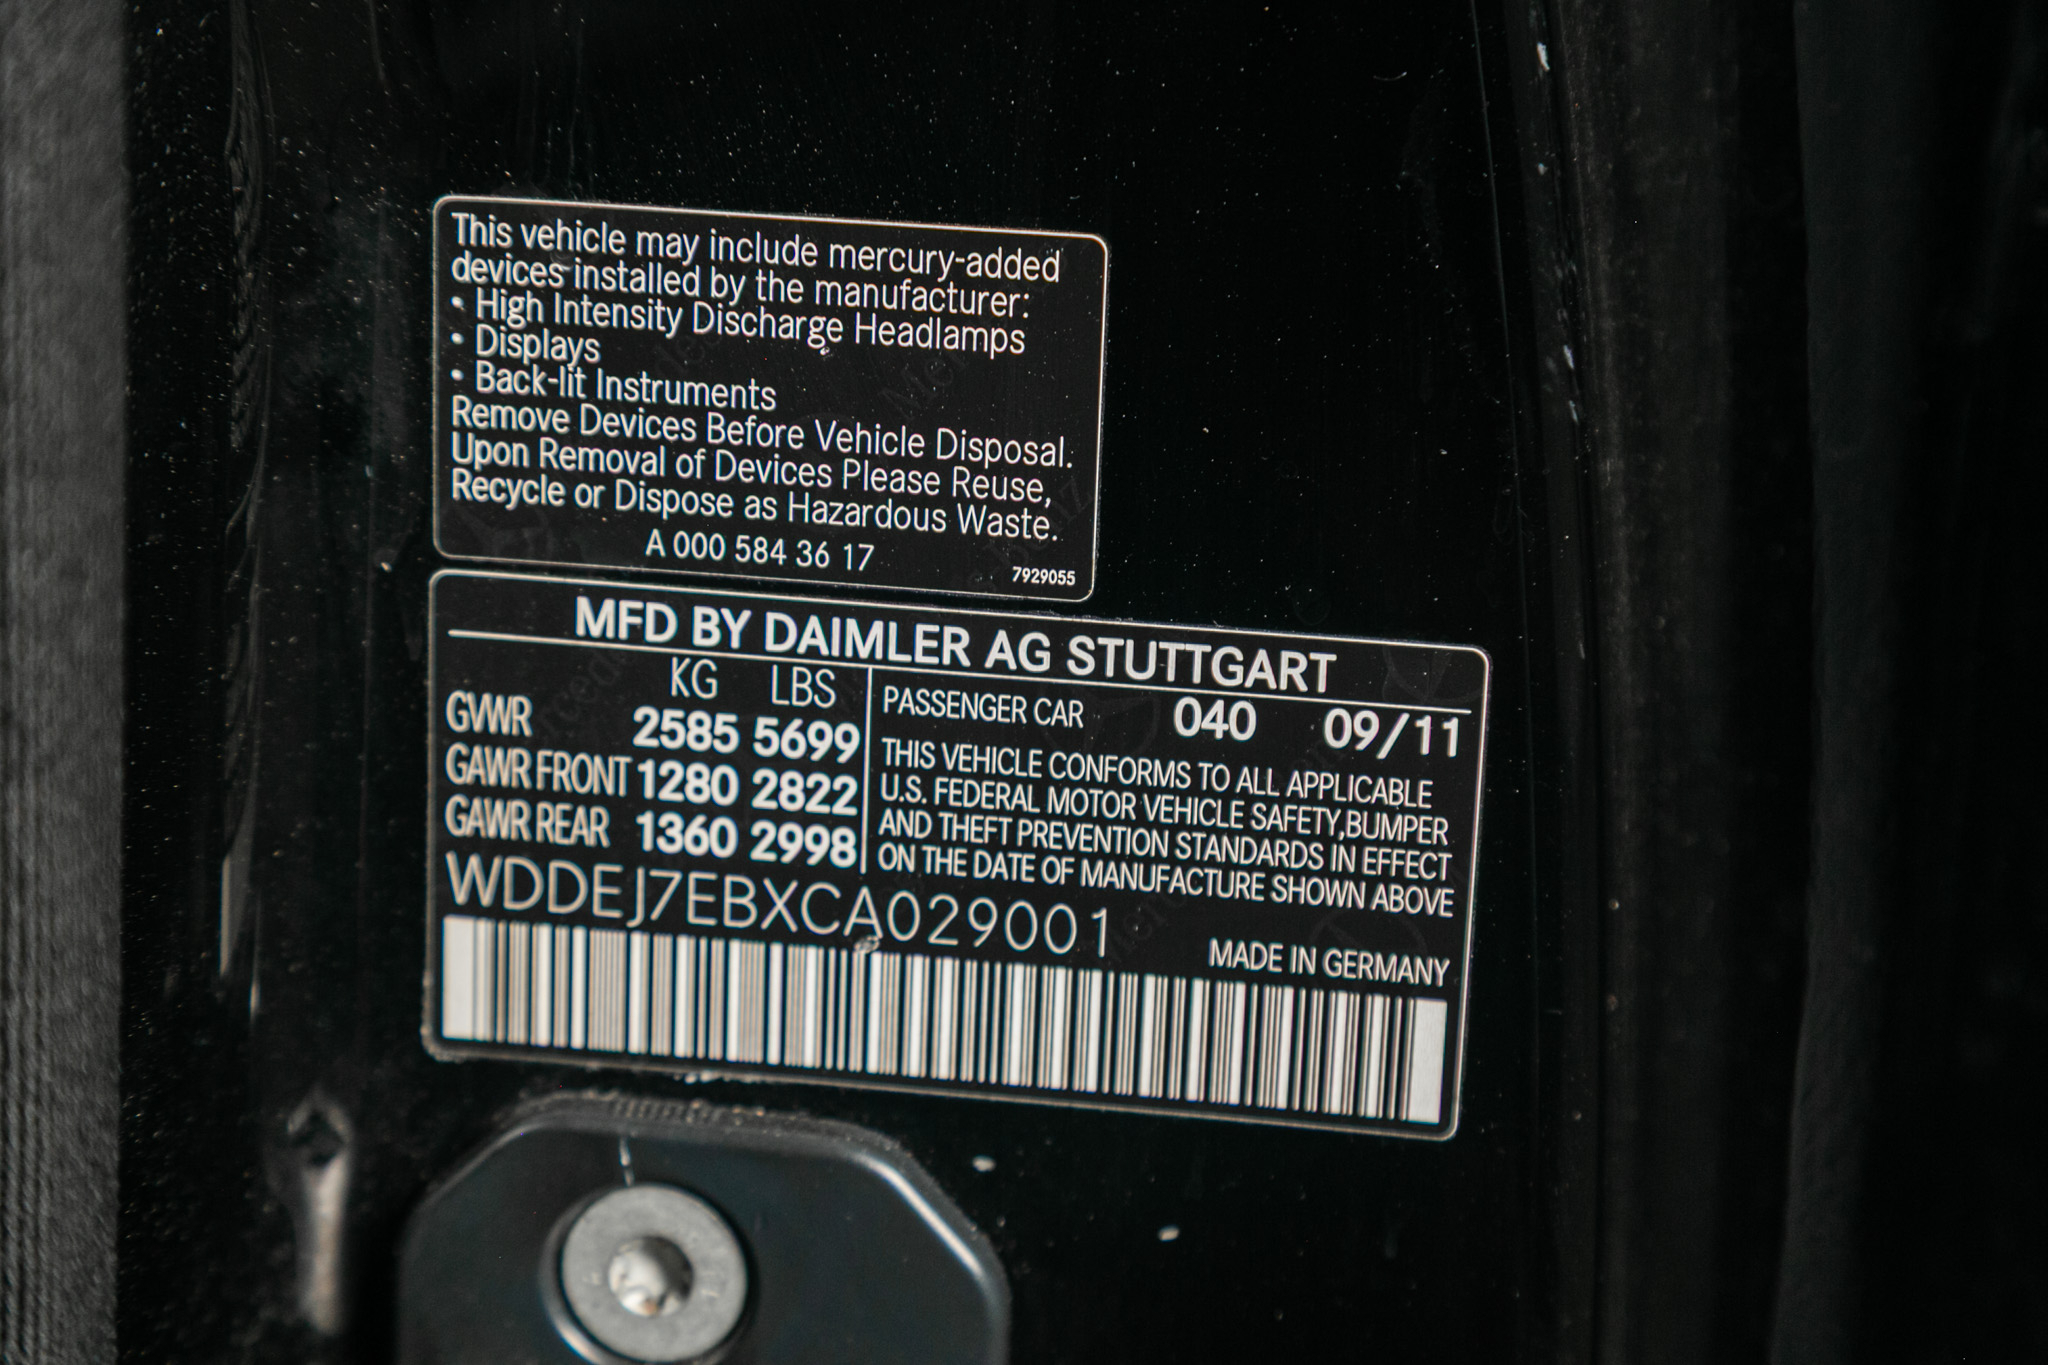 This vehicle may include mercury-added
devices installed by the manufacturer:
• High Intensity Discharge Headlamps
• Displays
• Back-lit Instruments
Remove Devices Before Vehicle Disposal.
Upon Removal of Devices Please Reuse,
Recycle or Dispose as Hazardous Waste.
A 000 584 36 17
7929055
MFD BY DAIMLER AG STUTTGART
KG LBS
GVWR 2585 5699
GAWR FRONT 1280 2822
GAWR REAR 1360 2998
PASSENGER CAR 040 09/11
THIS VEHICLE CONFORMS TO ALL APPLICABLE
U.S. FEDERAL MOTOR VEHICLE SAFETY,BUMPER
AND THEFT PREVENTION STANDARDS IN EFFECT
ON THE DATE OF MANUFACTURE SHOWN ABOVE
WDDEJ7EBXCA029001
MADE IN GERMANY